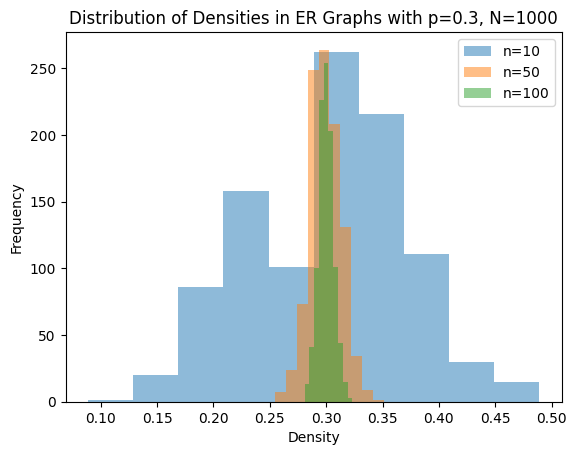 Distribution of Densities in ER Graphs with p=0.3, N=1000
n=10
n=50
n=100
Frequency
250
200
150
100
50
0
0.10 0.15 0.20 0.25 0.30 0.35 0.40 0.45 0.50
Density